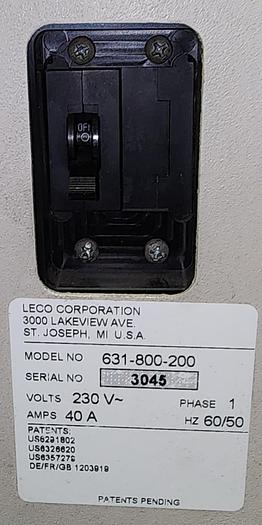 OFF
LECO CORPORATION
3000 LAKEVIEW AVE.
ST. JOSEPH, MI U.S.A.
MODEL NO 631-800-200
SERIAL NO 3045
VOLTS 230 V~ PHASE 1
AMPS 40 A HZ 60/50
PATENTS:
US6291802
US6326620
US6357279
DE/FR/GB 1203919
PATENTS PENDING